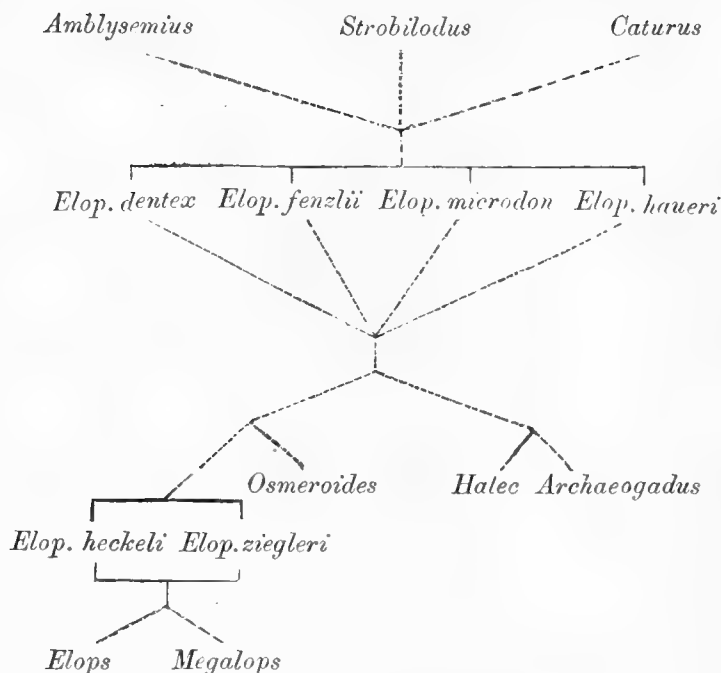 Amblysemius Strobilodus Caturus
Elop. dentex Elop. fenzlii Elop. microdon Elop. haueri
Osmeroides Halec Archaeogadus
Elop. heckeli Elop. ziegleri
Elops Megalops